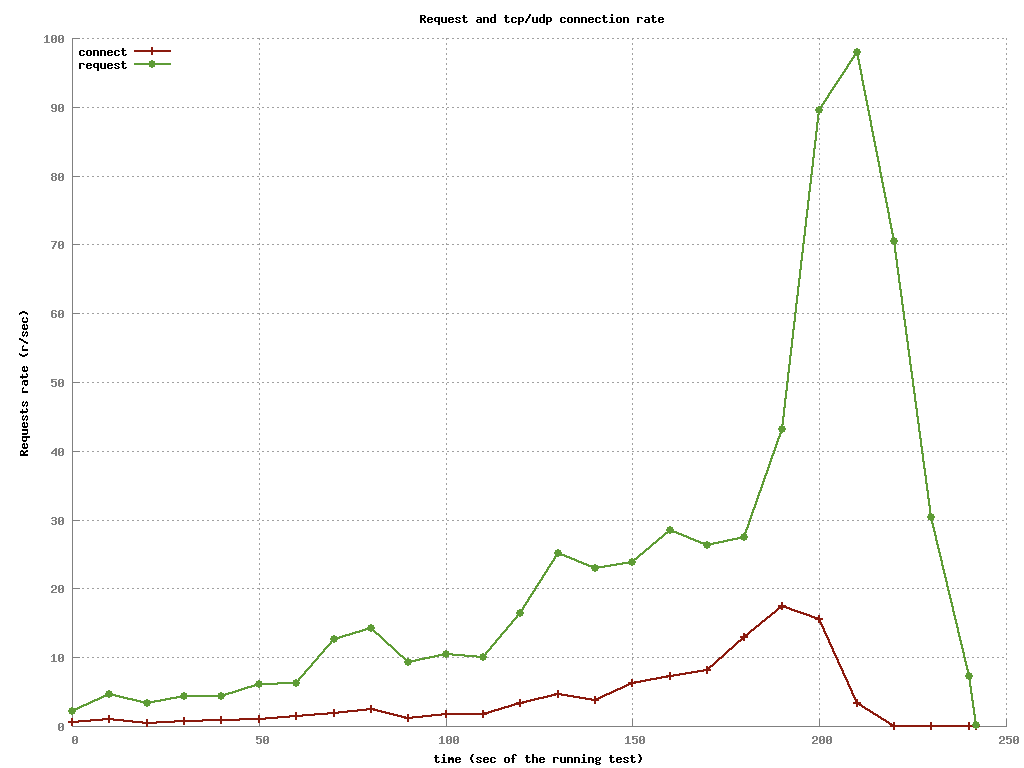 Request and tcp/udp connection rate
100
connect
request
90
80
70
60
50
40
30
20
10
0
Requests rate (r/sec)
0 50 100 150 200 250
time (sec of the running test)